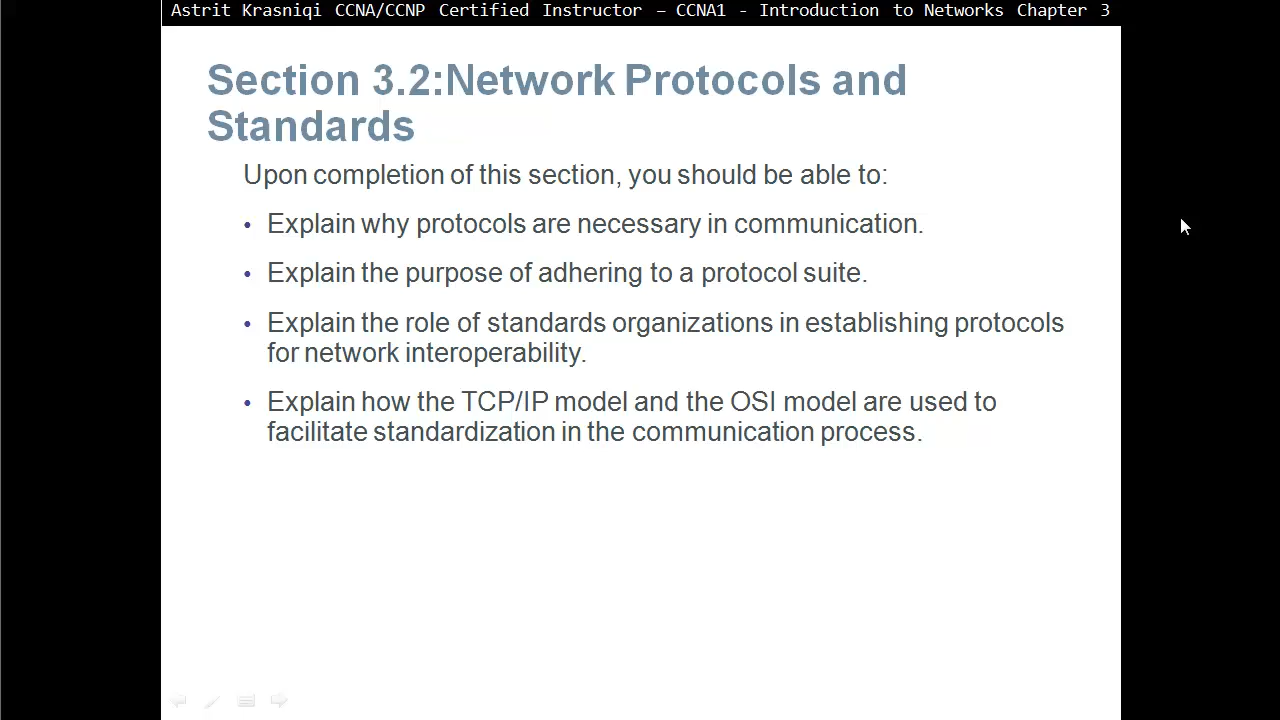 Astrit Krasniqi CCNA/CCNP Certified Instructor – CCNA1 - Introduction to Networks Chapter 3
Section 3.2:Network Protocols and
Standards
Upon completion of this section, you should be able to:
• Explain why protocols are necessary in communication.
• Explain the purpose of adhering to a protocol suite.
• Explain the role of standards organizations in establishing protocols
for network interoperability.
• Explain how the TCP/IP model and the OSI model are used to
facilitate standardization in the communication process.